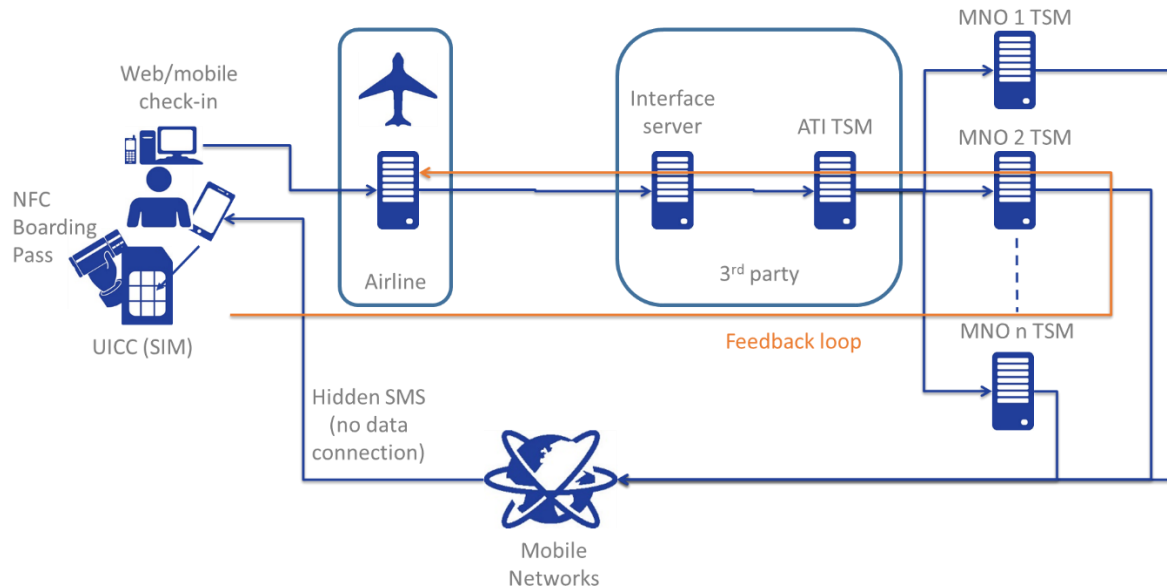 MNO 1 TSM
Web/mobile
check-in
Interface
server
ATI TSM
MNO 2 TSM
NFC
Boarding
Pass
Airline
3rd party
UICC (SIM)
Feedback loop
MNO n TSM
Hidden SMS
(no data
connection)
Mobile
Networks